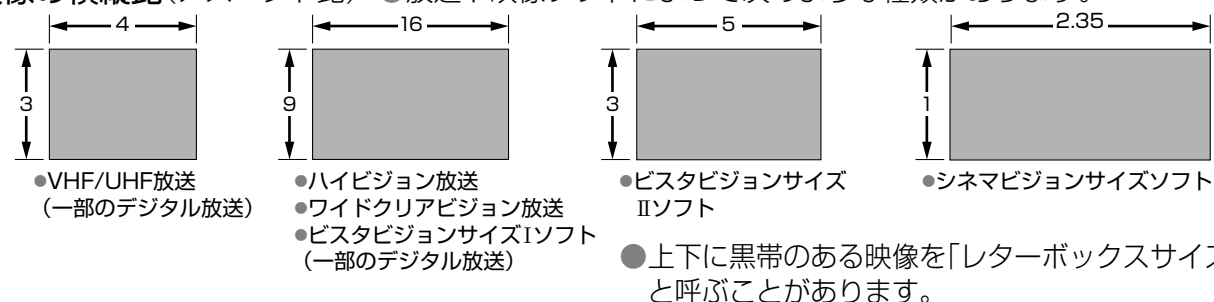 (アスペクト比) ●放送や映像ソフトによって次のような種類があります。
4
3
●VHF/UHF放送
(一部のデジタル放送)
16
9
●ハイビジョン放送
●ワイドクリアビジョン放送
●ビスタビジョンサイズⅠソフト
(一部のデジタル放送)
5
3
●ビスタビジョンサイズ
Ⅱソフト
2.35
1
●シネマビジョンサイズソフト
●上下に黒帯のある映像を「レターボックスサイズ
と呼ぶことがあります。